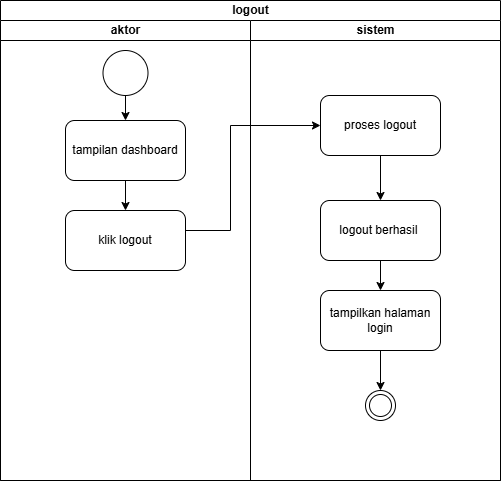 logout
aktor
sistem
tampilan dashboard
klik logout
proses logout
logout berhasil
tampilkan halaman
login